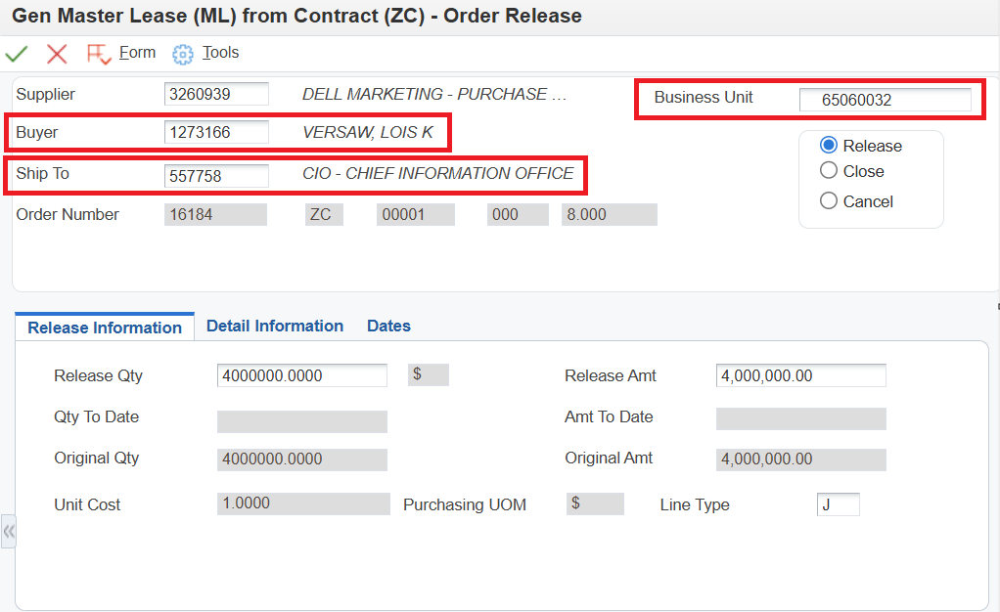 Gen Master Lease (ML) from Contract (ZC) - Order Release
Form Tools
Supplier 3260939 DELL MARKETING - PURCHASE ... Business Unit 65060032
Buyer 1273166 VERSAW, LOIS K
Release
Ship To 557758 CIO - CHIEF INFORMATION OFFICE
Close
Cancel
Order Number 16184 ZC 00001 000 8.000
Release Information Detail Information Dates
Release Qty 4000000.0000 $ Release Amt 4,000,000.00
Qty To Date Amt To Date
Original Qty 4000000.0000 Original Amt 4,000,000.00
Unit Cost 1.0000 Purchasing UOM $ Line Type J